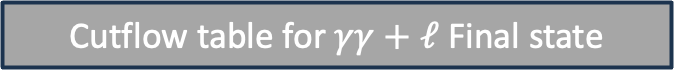 Cutflow table for γγ + ℓ Final state